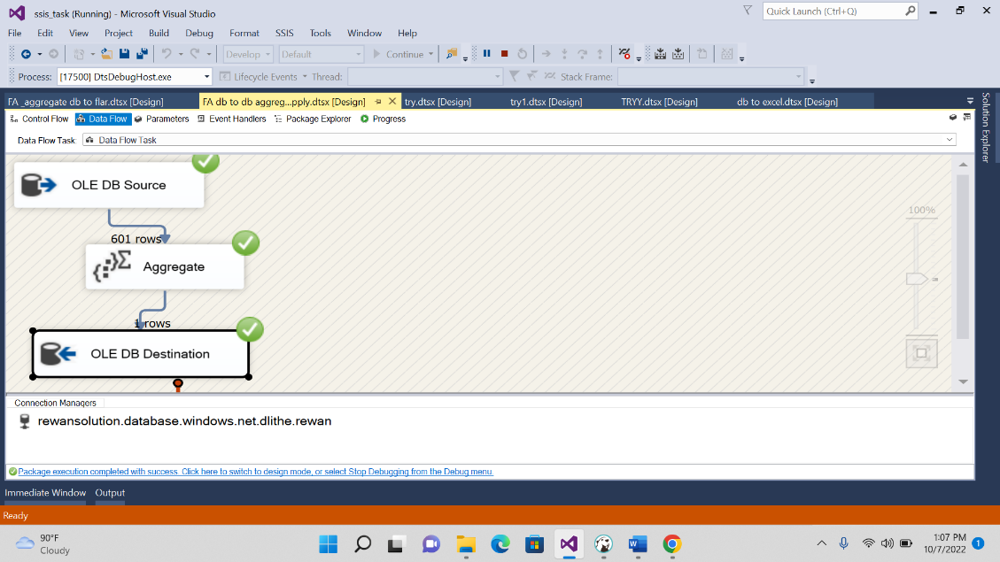 ssis_task (Running) - Microsoft Visual Studio
Quick Launch (Ctrl+Q)
File Edit View Project Build Debug Format SSIS Tools Window Help
Develop Default Continue
Process: [17500] DtsDebugHost.exe Lifecycle Events Thread: Stack Frame:
FA _aggregate db to flar.dtsx [Design] FA db to db aggreg...pply.dtsx [Design] try.dtsx [Design] try1.dtsx [Design] TRYY.dtsx [Design] db to excel.dtsx [Design]
Solution Explorer
Control Flow Data Flow Parameters Event Handlers Package Explorer Progress
Data Flow Task: Data Flow Task
OLE DB Source
100%
601 rows
Aggregate
1 rows
OLE DB Destination
Connection Managers
rewansolution.database.windows.net.dlithe.rewan
Package execution completed with success. Click here to switch to design mode, or select Stop Debugging from the Debug menu.
Immediate Window Output
Ready
90°F
Cloudy
1:07 PM
10/7/2022
1